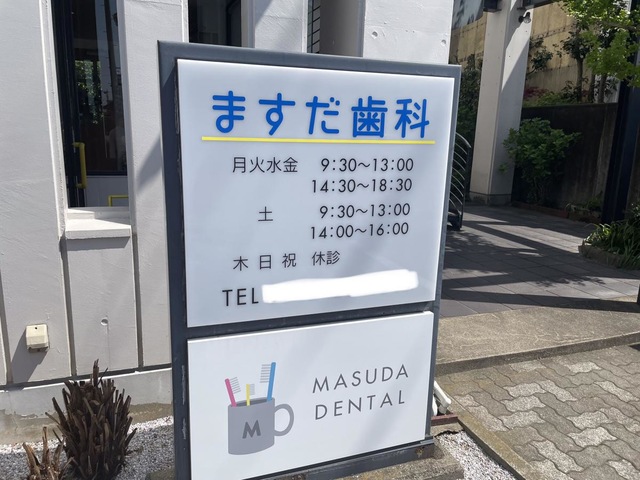 ますだ歯科
月火水金 9:30〜13:00
14:30〜18:30
土 9:30〜13:00
14:00〜16:00
木日祝 休診
TEL
M
MASUDA
DENTAL